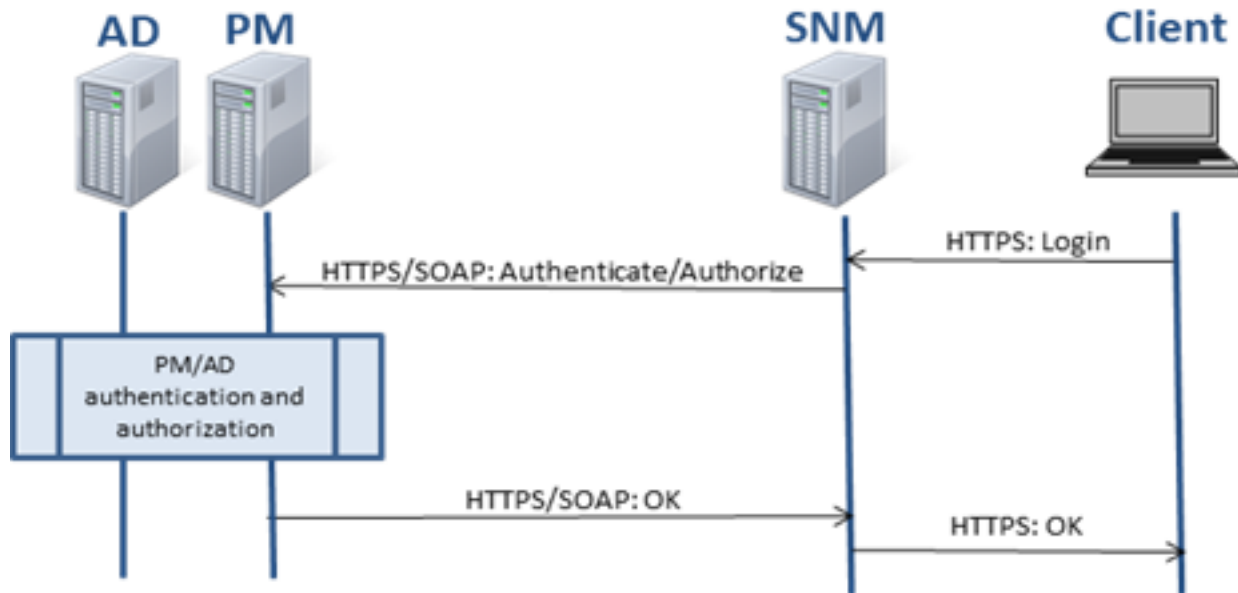 AD
PM
SNM
Client
HTTPS: Login
HTTPS/SOAP: Authenticate/Authorize
PM/AD
authentication and
authorization
HTTPS/SOAP: OK
HTTPS: OK